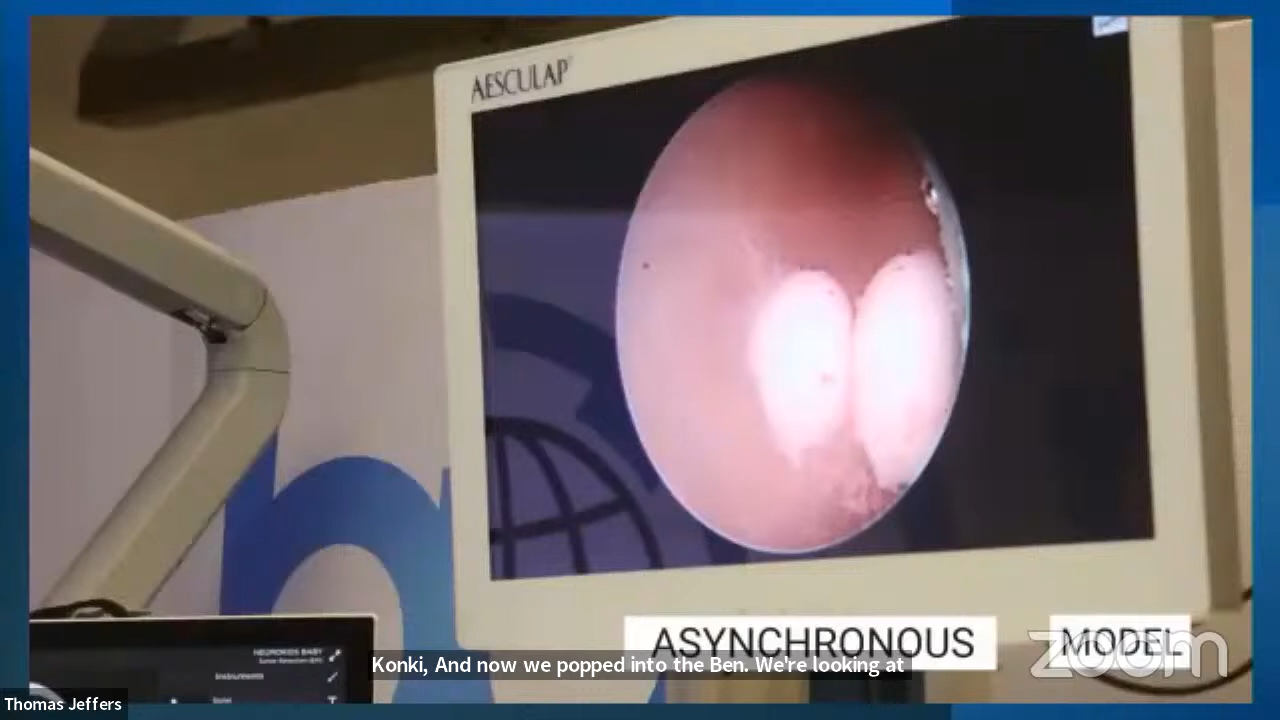 AESCULAP
ASYNCHRONOUS MODEL
zoom
Konki, And now we popped into the Ben. We're looking at
NEUROKIDS BABY
Instruments
Thomas Jeffers